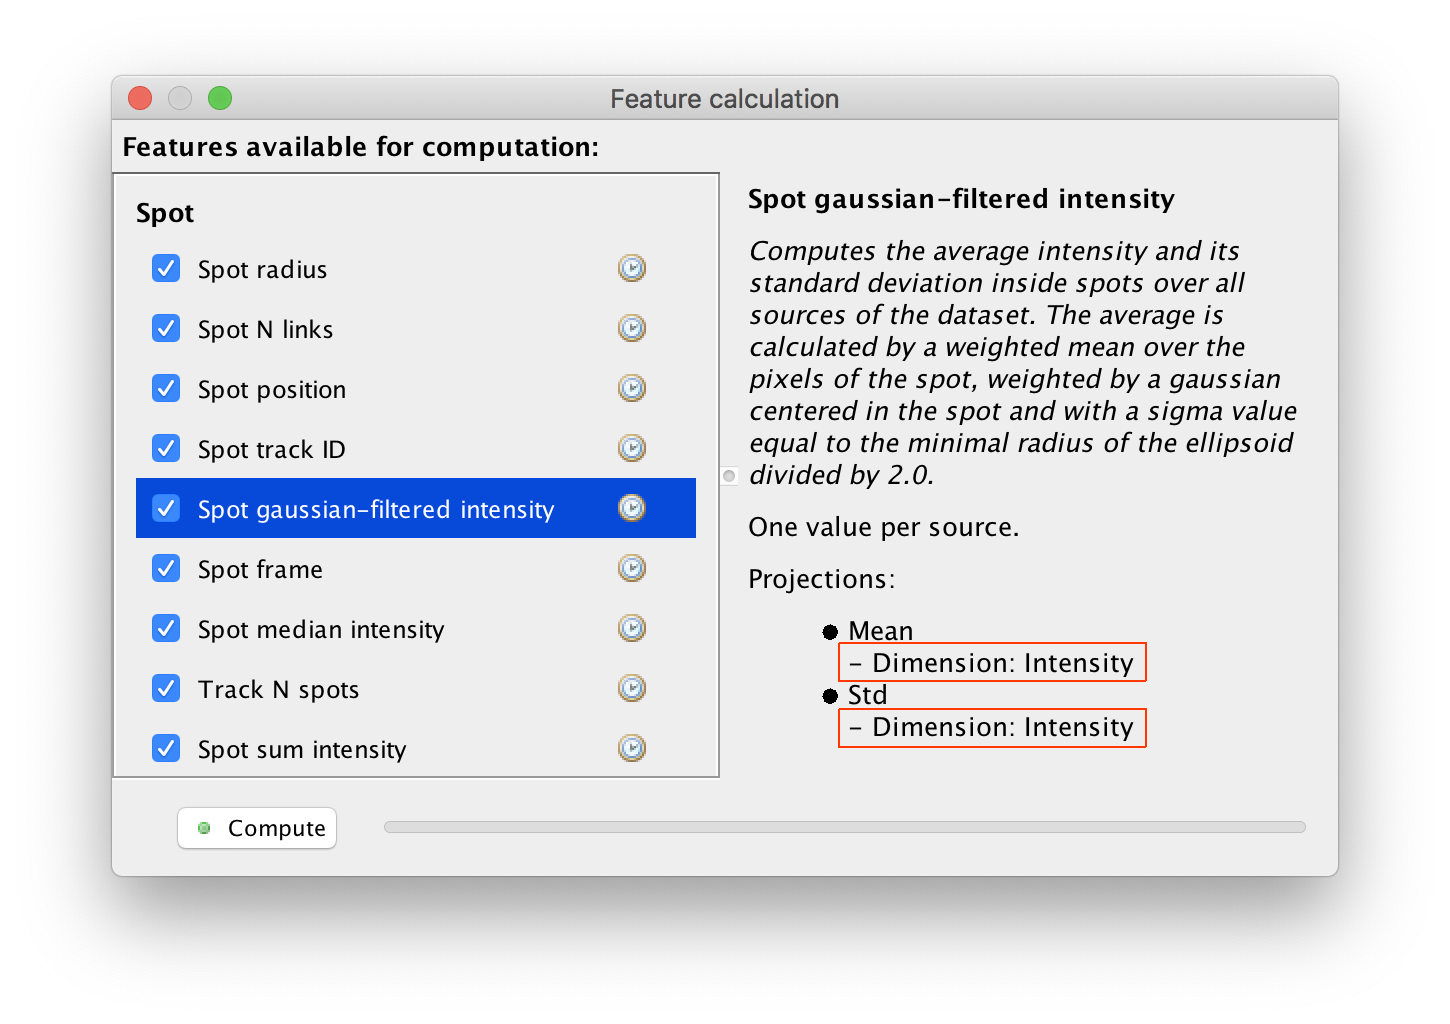 Feature calculation
Features available for computation:
Spot
Spot radius
Spot N links
Spot position
Spot track ID
Spot gaussian-filtered intensity
Spot frame
Spot median intensity
Track N spots
Spot sum intensity
Spot gaussian-filtered intensity
Computes the average intensity and its
standard deviation inside spots over all
sources of the dataset. The average is
calculated by a weighted mean over the
pixels of the spot, weighted by a gaussian
centered in the spot and with a sigma value
equal to the minimal radius of the ellipsoid
divided by 2.0.
One value per source.
Projections:
● Mean
- Dimension: Intensity
● Std
- Dimension: Intensity
Compute